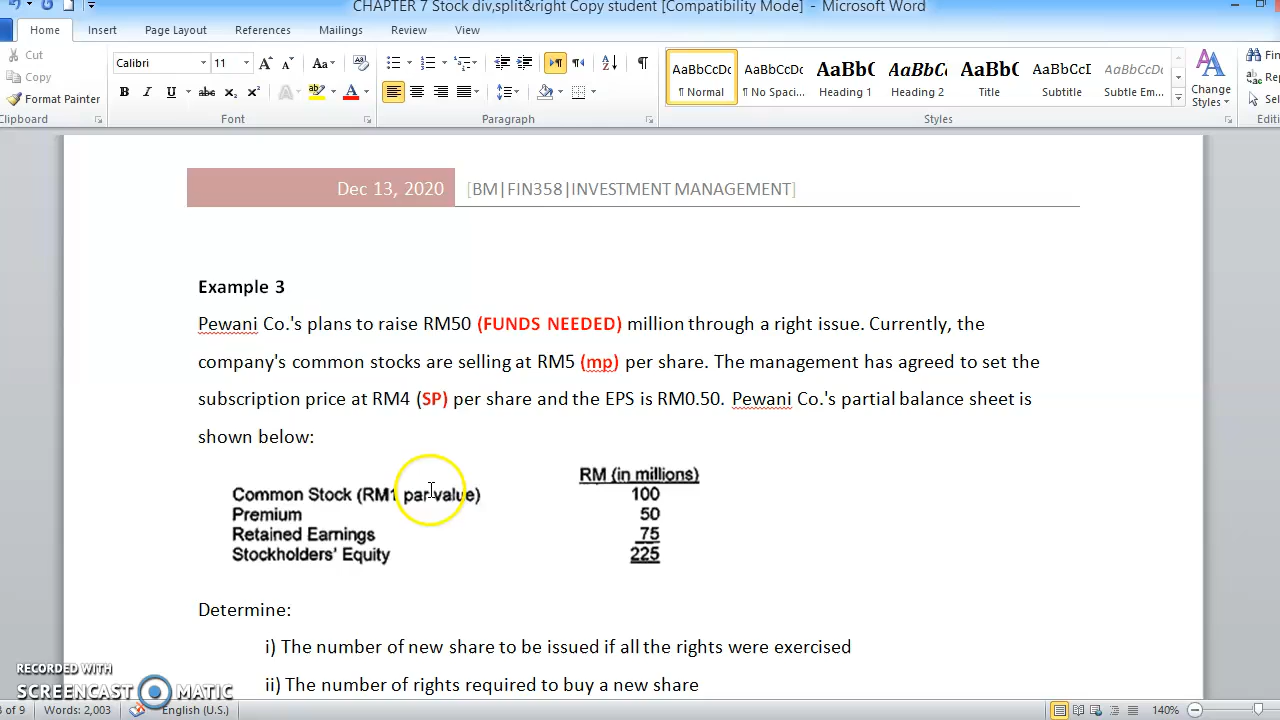 CHAPTER 7 Stock div,split&right Copy student [Compatibility Mode] - Microsoft Word
Home Insert Page Layout References Mailings Review View
Cut
Copy
Format Painter
Clipboard
Calibri 11
Font
Paragraph
AaBbCcDc AaBbCcDc AaBbC AaBbCc AaBb( AaBbCcI AaBbCcDc
¶ Normal ¶ No Spaci... Heading 1 Heading 2 Title Subtitle Subtle Em...
Change
Styles
Styles
Dec 13, 2020 [BM|FIN358|INVESTMENT MANAGEMENT]
Example 3
Pewani Co.'s plans to raise RM50 (FUNDS NEEDED) million through a right issue. Currently, the
company's common stocks are selling at RM5 (mp) per share. The management has agreed to set the
subscription price at RM4 (SP) per share and the EPS is RM0.50. Pewani Co.'s partial balance sheet is
shown below:
RM (in millions)
Common Stock (RM1 par value) 100
Premium 50
Retained Earnings 75
Stockholders' Equity 225
Determine:
i) The number of new share to be issued if all the rights were exercised
ii) The number of rights required to buy a new share
RECORDED WITH
SCREENCAST MATIC
of 9 Words: 2,003 English (U.S.) 140%